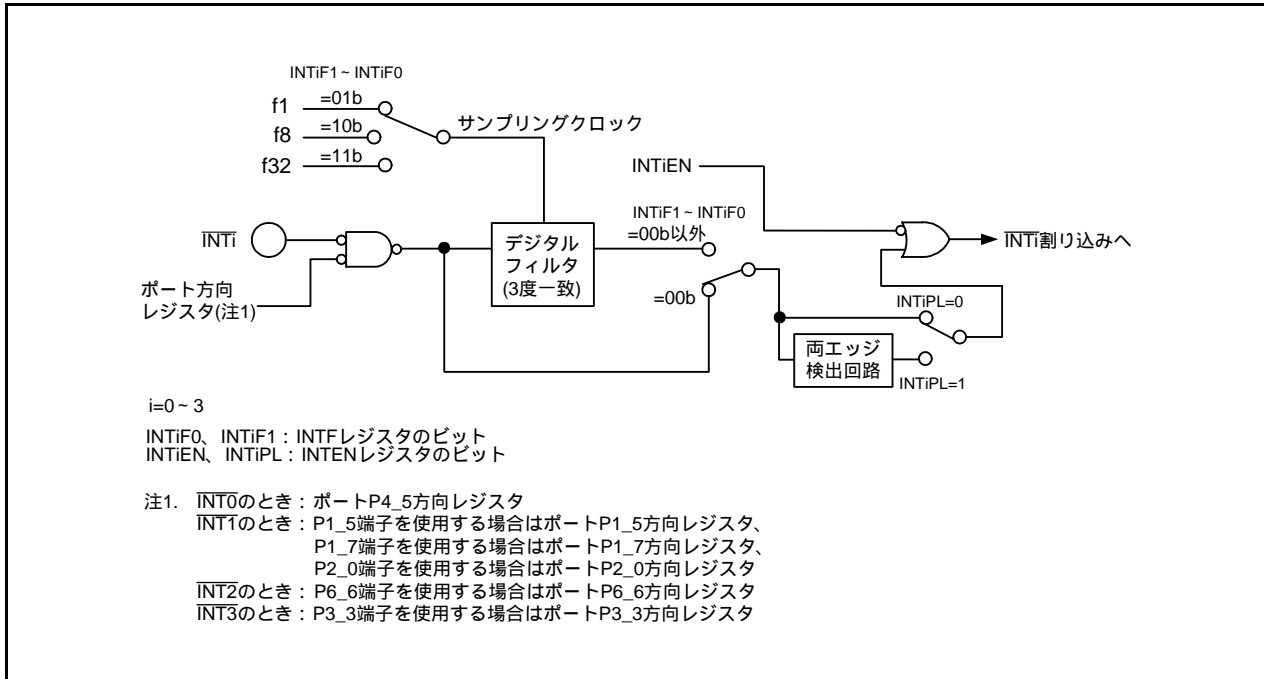 INTiF1~INTiF0
f1 =01b
f8 =10b
f32 =11b
サンプリングクロック
INTi
ポート方向
レジスタ(注1)
デジタル
フィルタ
(3度一致)
INTiEN
INTiF1~INTiF0
=00b以外
=00b
両エッジ
検出回路
INTiPL=0
INTiPL=1
INTi割り込みへ
i=0~3
INTiF0、INTiF1:INTFレジスタのビット
INTiEN、INTiPL:INTENレジスタのビット
注1. INT0のとき:ポートP4_5方向レジスタ
INT1のとき:P1_5端子を使用する場合はポートP1_5方向レジスタ、
P1_7端子を使用する場合はポートP1_7方向レジスタ、
P2_0端子を使用する場合はポートP2_0方向レジスタ
INT2のとき:P6_6端子を使用する場合はポートP6_6方向レジスタ
INT3のとき:P3_3端子を使用する場合はポートP3_3方向レジスタ